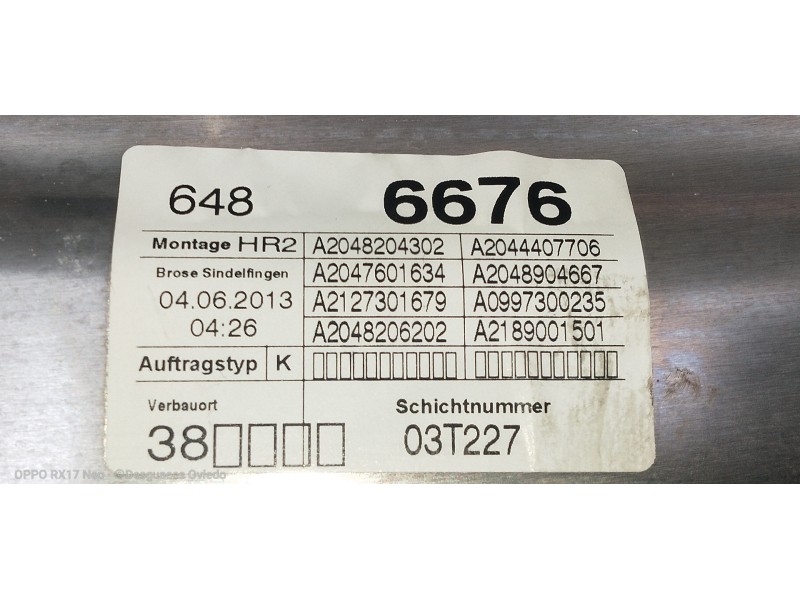 648 6676
Montage HR2 A2048204302 A2044407706
Brose Sindelfingen A2047601634 A2048904667
04.06.2013 A2127301679 A0997300235
04:26 A2048206202 A2189001501
Auftragstyp K
Verbauort Schichtnummer
38 03T227
OPPO RX17 Neo · ©Desguaces Oviedo